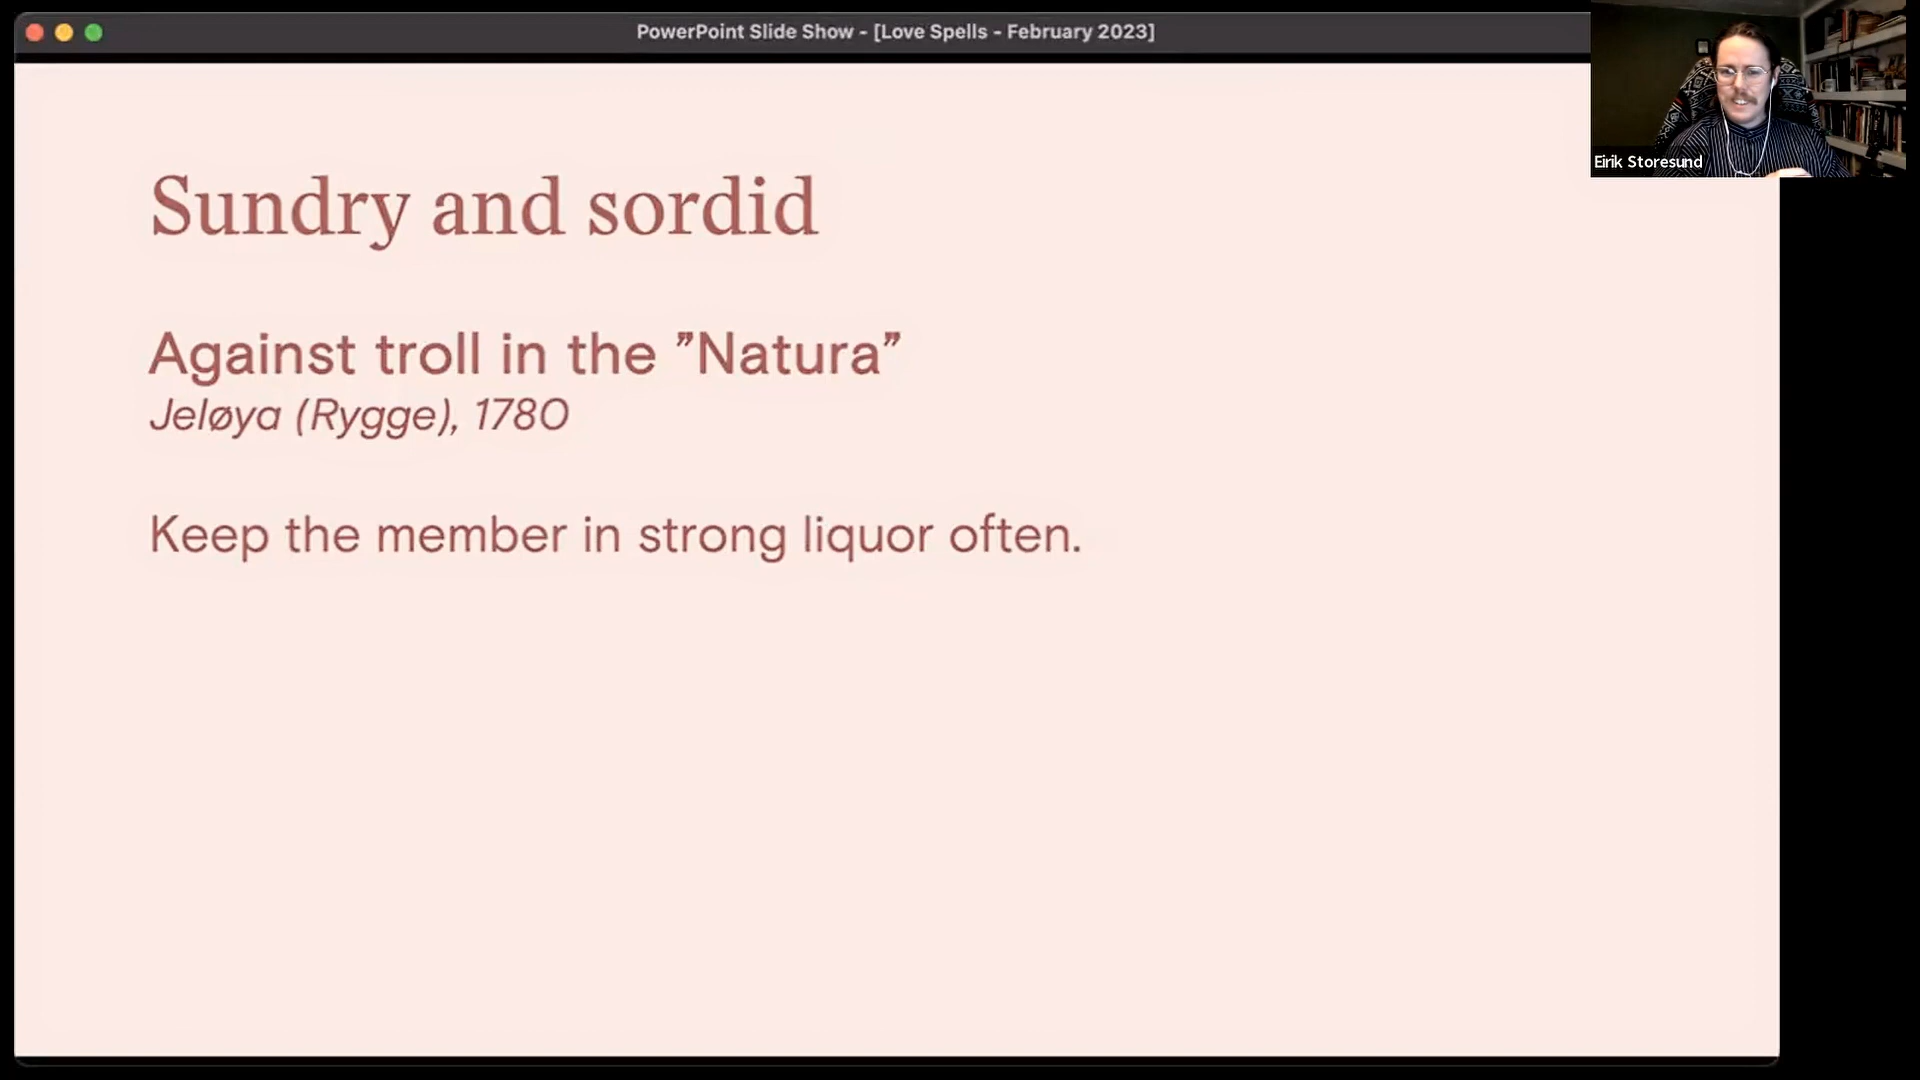 PowerPoint Slide Show - [Love Spells - February 2023]
Eirik Storesund
Sundry and sordid
Against troll in the ”Natura”
Jeløya (Rygge), 1780
Keep the member in strong liquor often.